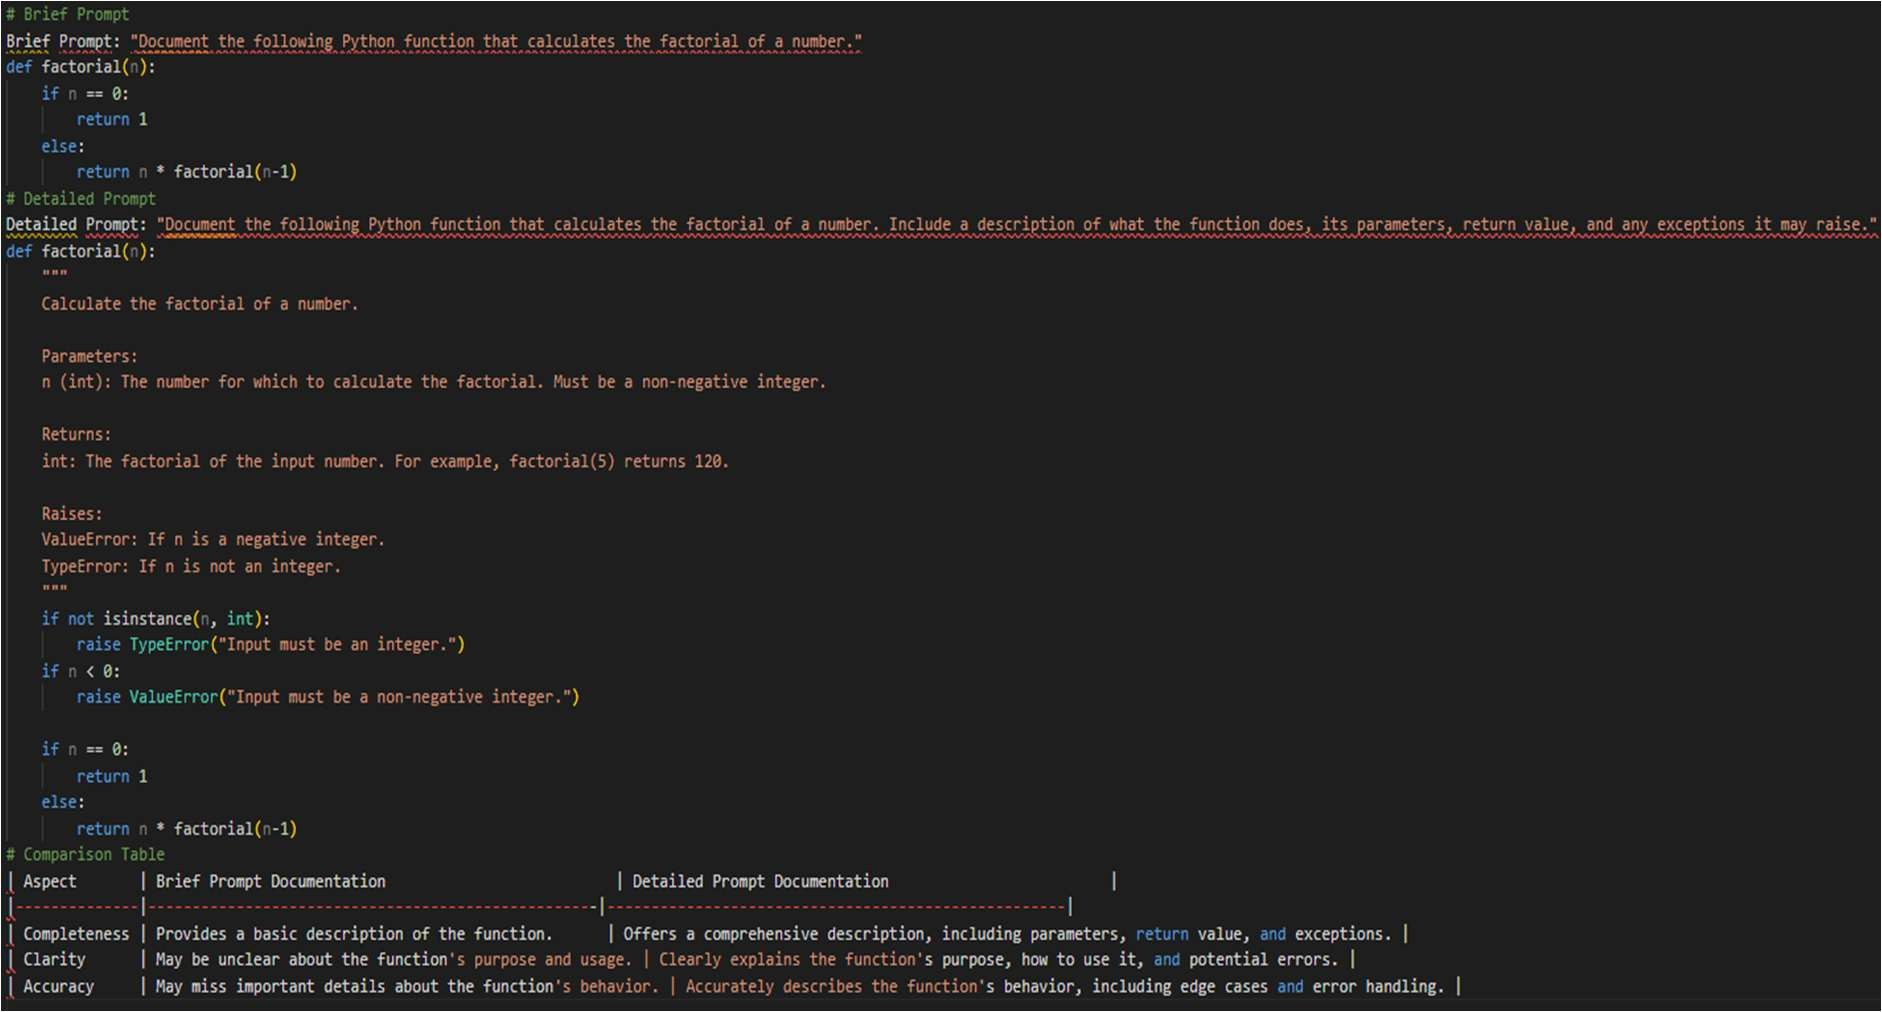 # Brief Prompt
Brief Prompt: "Document the following Python function that calculates the factorial of a number."
def factorial(n):
    if n == 0:
        return 1
    else:
        return n * factorial(n-1)
# Detailed Prompt
Detailed Prompt: "Document the following Python function that calculates the factorial of a number. Include a description of what the function does, its parameters, return value, and any exceptions it may raise."
def factorial(n):
    """
    Calculate the factorial of a number.

    Parameters:
    n (int): The number for which to calculate the factorial. Must be a non-negative integer.

    Returns:
    int: The factorial of the input number. For example, factorial(5) returns 120.

    Raises:
    ValueError: If n is a negative integer.
    TypeError: If n is not an integer.
    """
    if not isinstance(n, int):
        raise TypeError("Input must be an integer.")
    if n < 0:
        raise ValueError("Input must be a non-negative integer.")

    if n == 0:
        return 1
    else:
        return n * factorial(n-1)
# Comparison Table
| Aspect       | Brief Prompt Documentation                          | Detailed Prompt Documentation                         |
|--------------|---------------------------------------------------|----------------------------------------------------|
| Completeness | Provides a basic description of the function.      | Offers a comprehensive description, including parameters, return value, and exceptions. |
| Clarity      | May be unclear about the function's purpose and usage. | Clearly explains the function's purpose, how to use it, and potential errors. |
| Accuracy     | May miss important details about the function's behavior. | Accurately describes the function's behavior, including edge cases and error handling. |